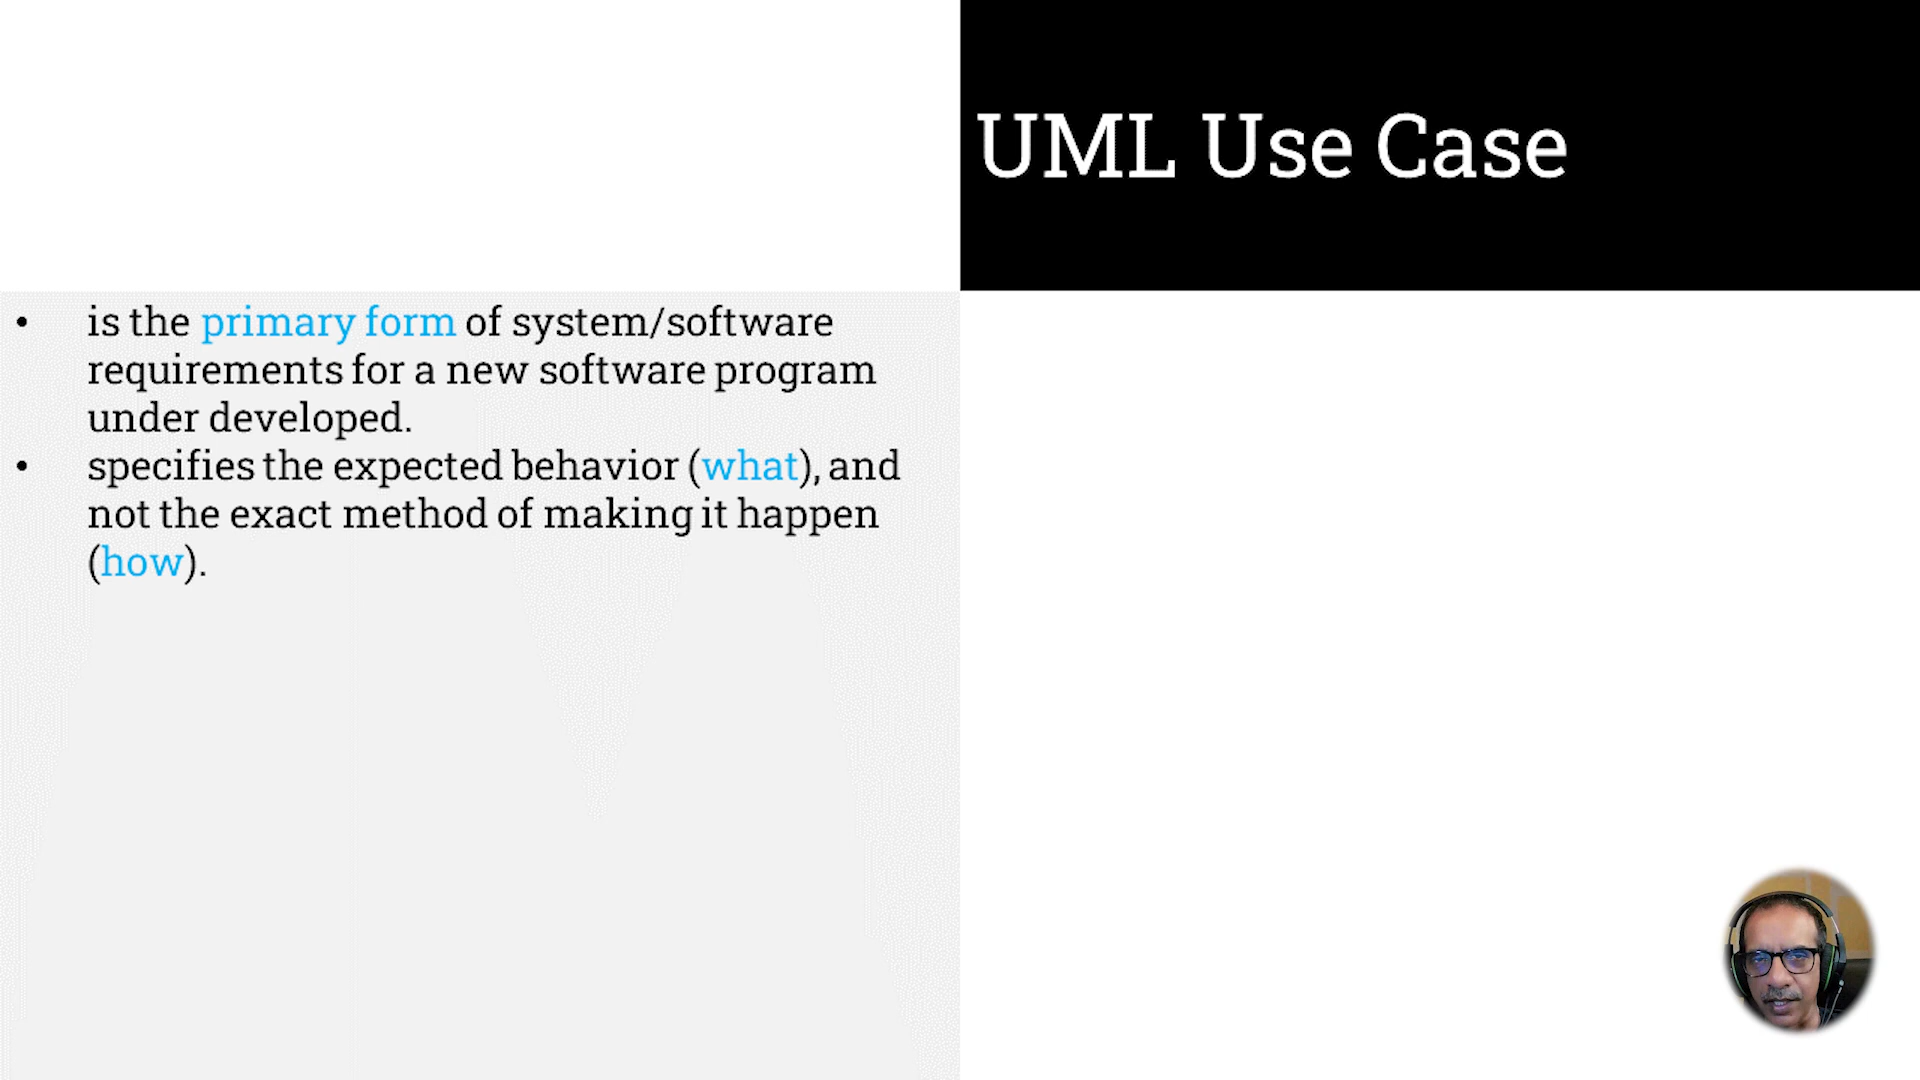 UML Use Case
• is the primary form of system/software
requirements for a new software program
under developed.
• specifies the expected behavior (what), and
not the exact method of making it happen
(how).